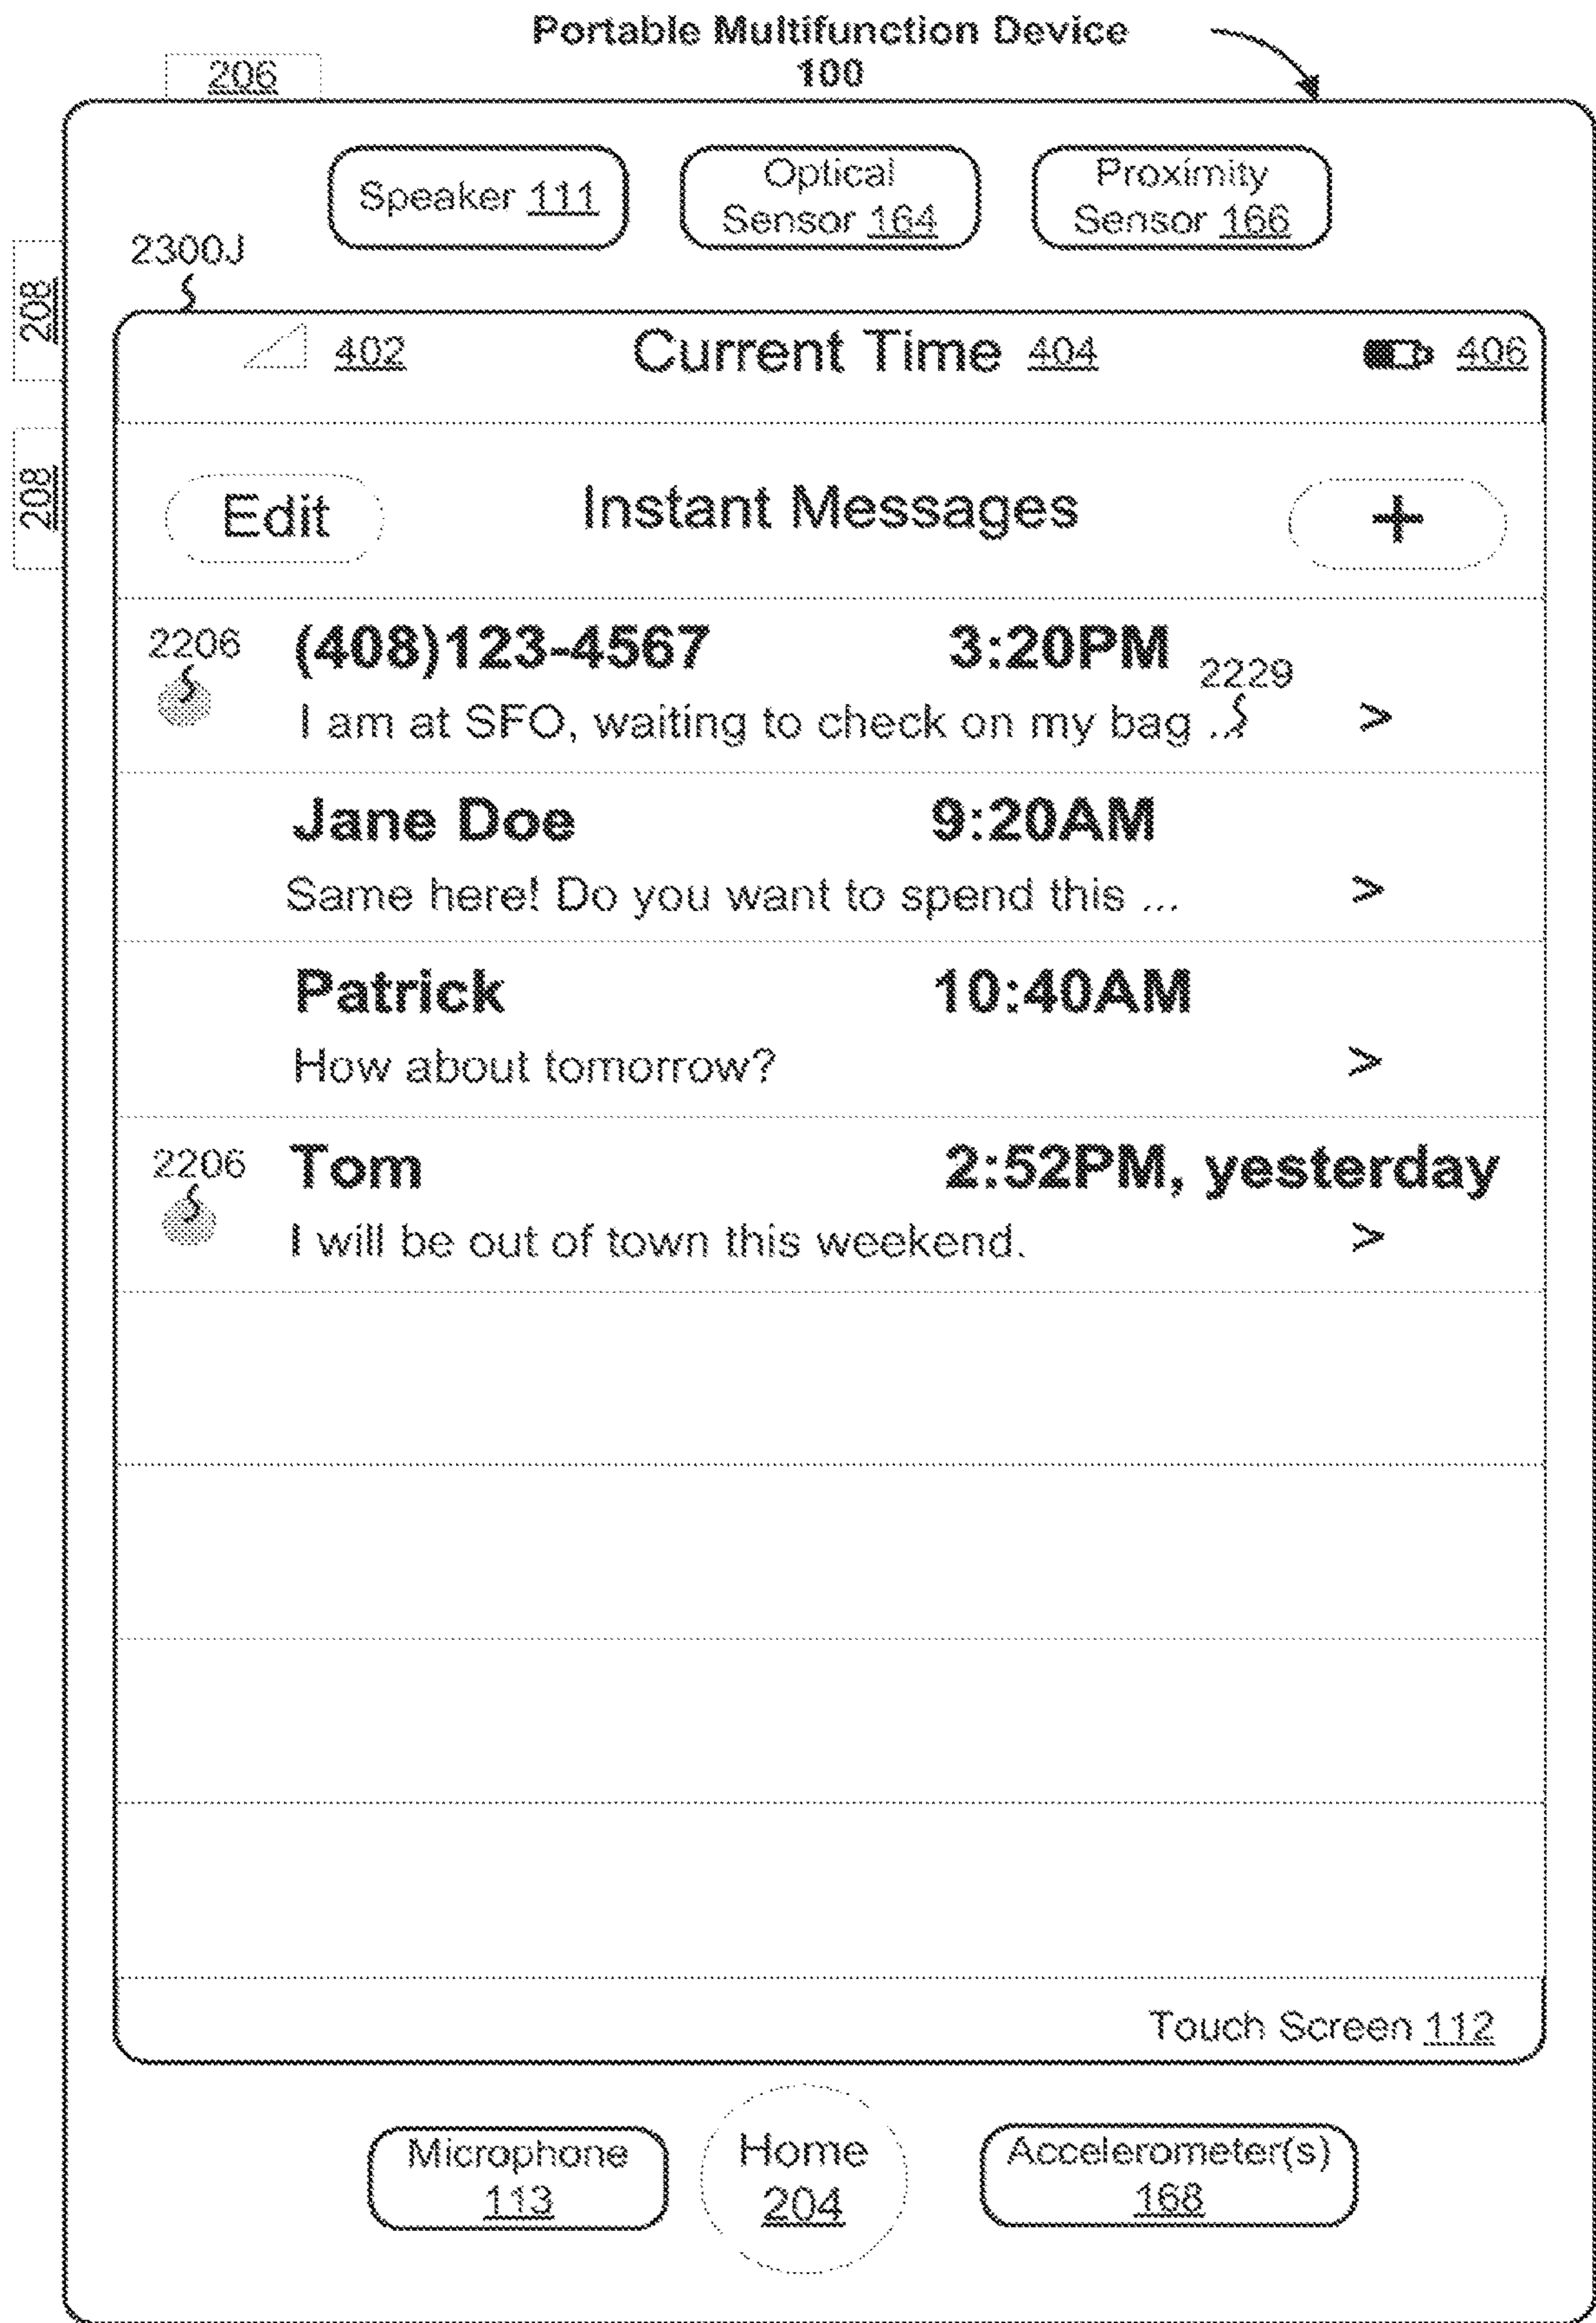 Portable Multifunction Device
100
206
Speaker 111
Optical
Sensor 164
Proximity
Sensor 166
2300J
208
402
Current Time 404
406
208
Edit
Instant Messages
+
2206
(408)123-4567
3:20PM
2229
I am at SFO, waiting to check on my bag ...
>
Jane Doe
9:20AM
Same here! Do you want to spend this ...
>
Patrick
10:40AM
How about tomorrow?
>
2206
Tom
2:52PM, yesterday
I will be out of town this weekend.
>
Touch Screen 112
Microphone
113
Home
204
Accelerometer(s)
168